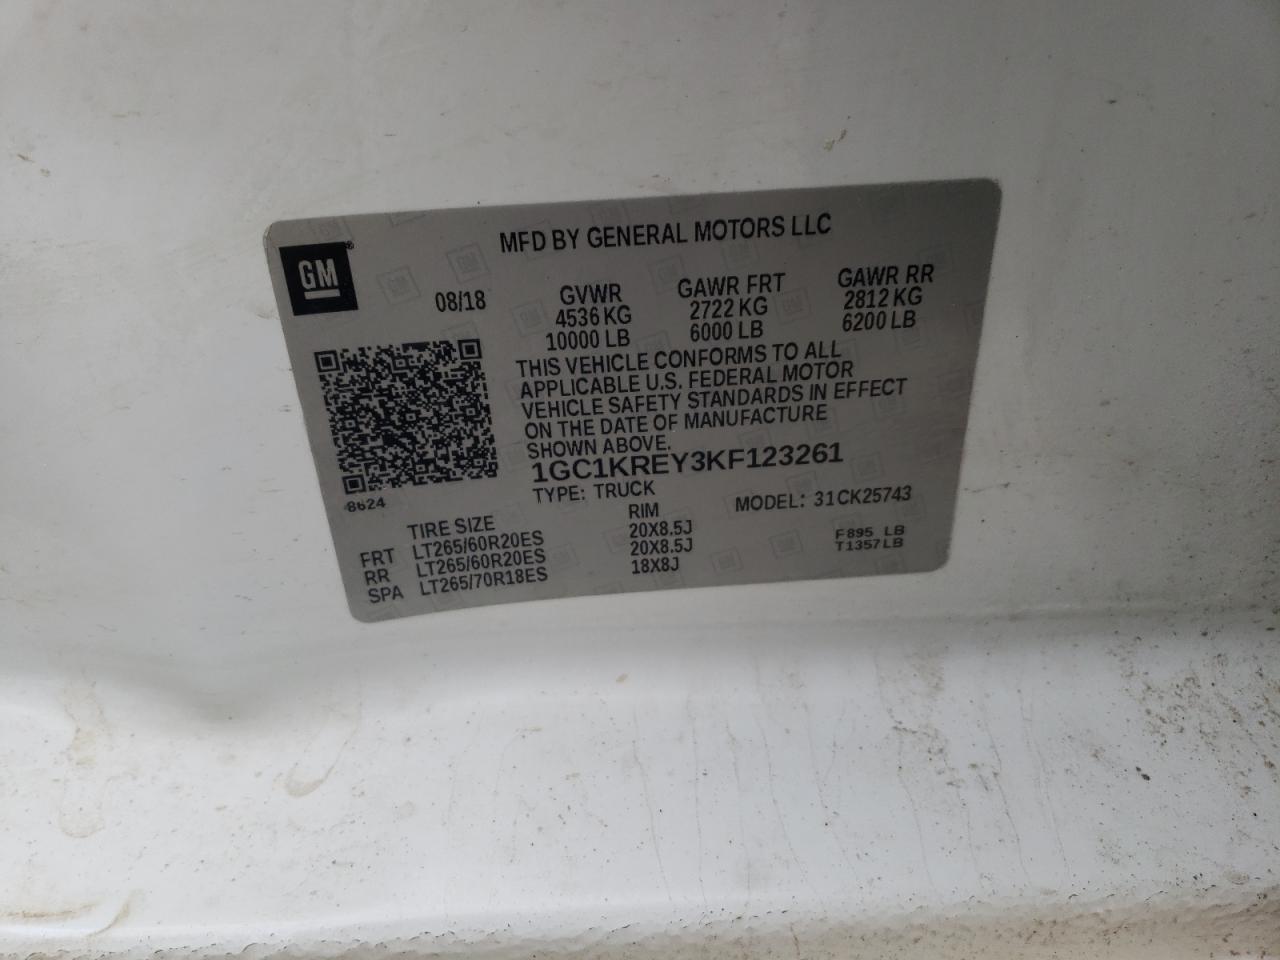 MFD BY GENERAL MOTORS LLC
GM®
08/18
GVWR
4536 KG
10000 LB
GAWR FRT
2722 KG
6000 LB
GAWR RR
2812 KG
6200 LB
THIS VEHICLE CONFORMS TO ALL
APPLICABLE U.S. FEDERAL MOTOR
VEHICLE SAFETY STANDARDS IN EFFECT
ON THE DATE OF MANUFACTURE
SHOWN ABOVE.
1GC1KREY3KF123261
TYPE: TRUCK
MODEL: 31CK25743
8624
TIRE SIZE RIM
FRT LT265/60R20ES 20X8.5J
RR LT265/60R20ES 20X8.5J
SPA LT265/70R18ES 18X8J
F895 LB
T1357LB